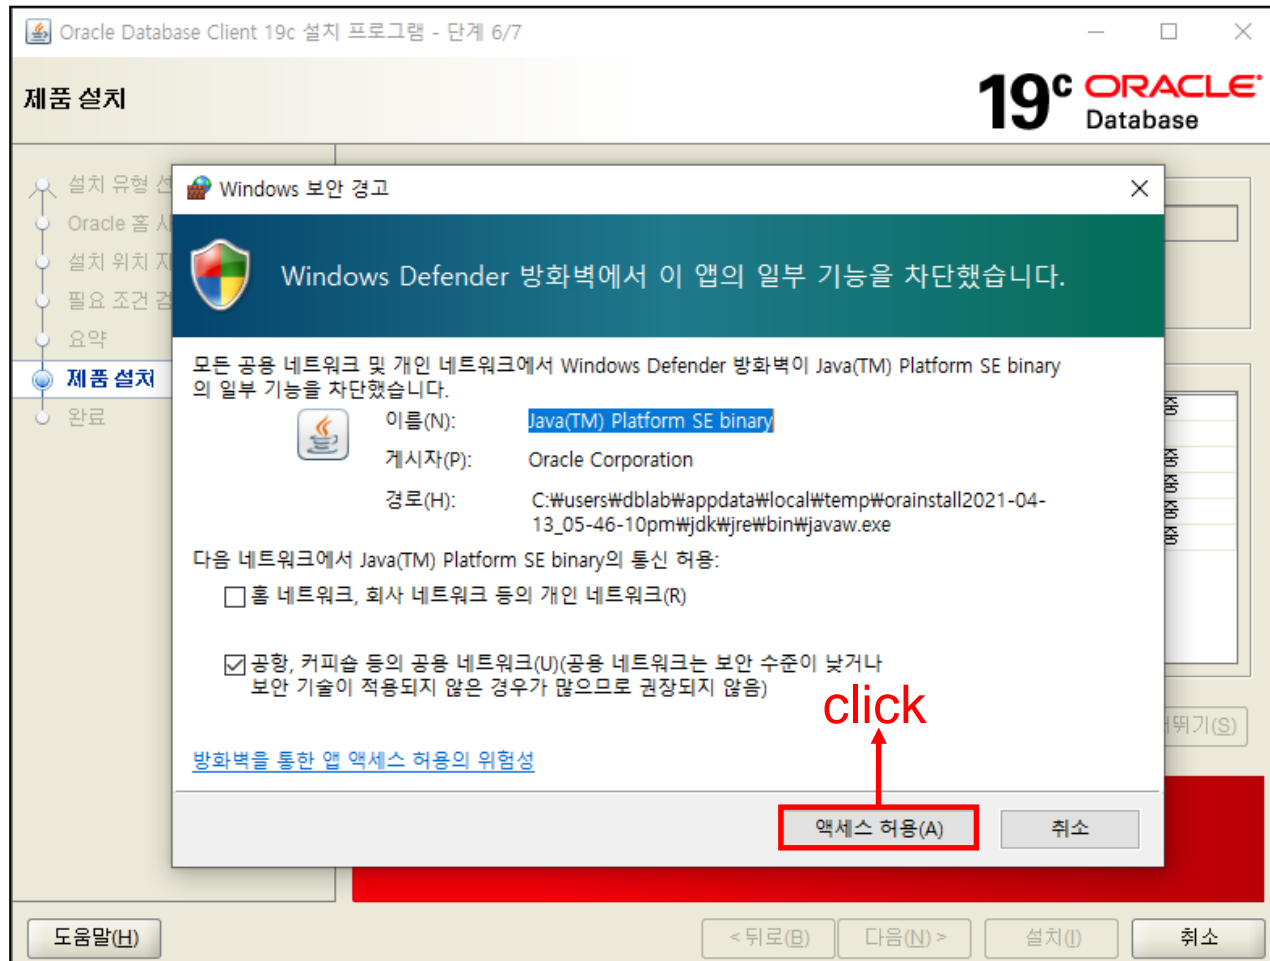 Oracle Database Client 19c 설치 프로그램 - 단계 6/7
제품 설치
19c ORACLE
Database
설치 유형 선
Oracle 홈 사
설치 위치 지
필요 조건 검
요약
제품 설치
완료
Windows 보안 경고
Windows Defender 방화벽에서 이 앱의 일부 기능을 차단했습니다.
모든 공용 네트워크 및 개인 네트워크에서 Windows Defender 방화벽이 Java(TM) Platform SE binary
의 일부 기능을 차단했습니다.
이름(N): Java(TM) Platform SE binary
게시자(P): Oracle Corporation
경로(H): C:₩users₩dblab₩appdata₩local₩temp₩orainstall2021-04-
13_05-46-10pm₩jdk₩jre₩bin₩javaw.exe
다음 네트워크에서 Java(TM) Platform SE binary의 통신 허용:
홈 네트워크, 회사 네트워크 등의 개인 네트워크(R)
공항, 커피숍 등의 공용 네트워크(U)(공용 네트워크는 보안 수준이 낮거나
보안 기술이 적용되지 않은 경우가 많으므로 권장되지 않음)
click
방화벽을 통한 앱 액세스 허용의 위험성
액세스 허용(A) 취소
중
중
중
중
중
뛰기(S)
도움말(H) < 뒤로(B) 다음(N) > 설치(I) 취소